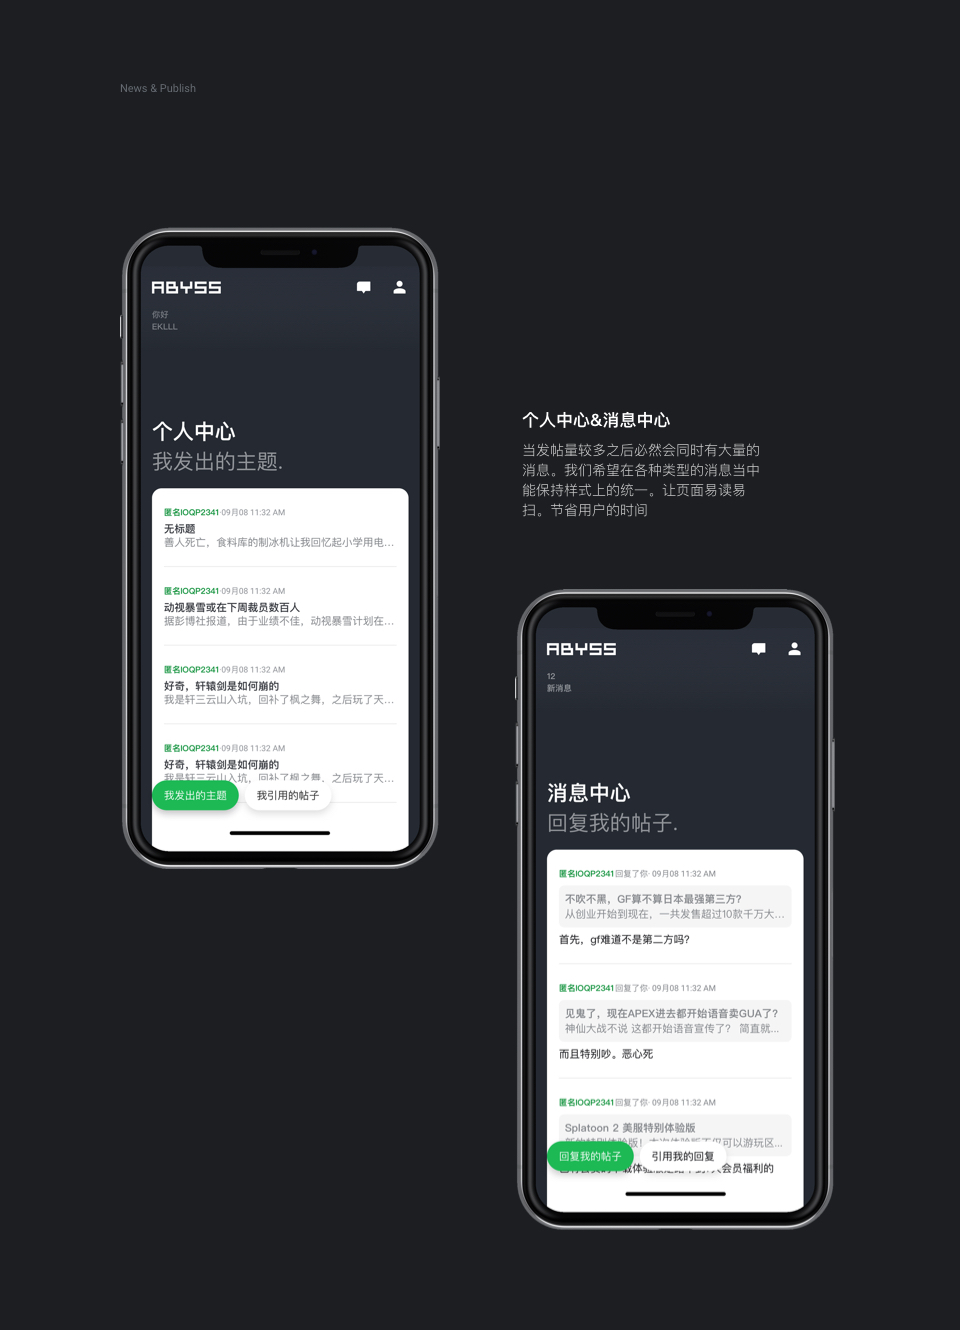 News & Publish
ABYSS
你好
EKLLL
个人中心
我发出的主题.
匿名IOQP2341·09月08 11:32 AM
无标题
善人死亡，食料库的制冰机让我回忆起小学用电...
匿名IOQP2341·09月08 11:32 AM
动视暴雪或在下周裁员数百人
据彭博社报道，由于业绩不佳，动视暴雪计划在...
匿名IOQP2341·09月08 11:32 AM
好奇，轩辕剑是如何崩的
我是轩三云山入坑，回补了枫之舞，之后玩了天...
匿名IOQP2341·09月08 11:32 AM
好奇，轩辕剑是如何崩的
我是轩三云山入坑，回补了枫之舞，之后玩了天...
我发出的主题
我引用的帖子
个人中心&消息中心
当发帖量较多之后必然会同时有大量的
消息。我们希望在各种类型的消息当中
能保持样式上的统一。让页面易读易
扫。节省用户的时间
ABYSS
12
新消息
消息中心
回复我的帖子.
匿名IOQP2341 回复了你· 09月08 11:32 AM
不吹不黑，GF算不算日本最强第三方?
从创业开始到现在，一共发售超过10款千万大...
首先，gf难道不是第二方吗?
匿名IOQP2341 回复了你· 09月08 11:32 AM
见鬼了，现在APEX进去都开始语音卖GUA了?
神仙大战不说 这都开始语音宣传了? 简直就...
而且特别吵。恶心死
匿名IOQP2341 回复了你· 09月08 11:32 AM
Splatoon 2 美服特别体验版
新的特别体验版! 本次体验版不仅可以游玩区...
载体验 大会员福利的
回复我的帖子
引用我的回复